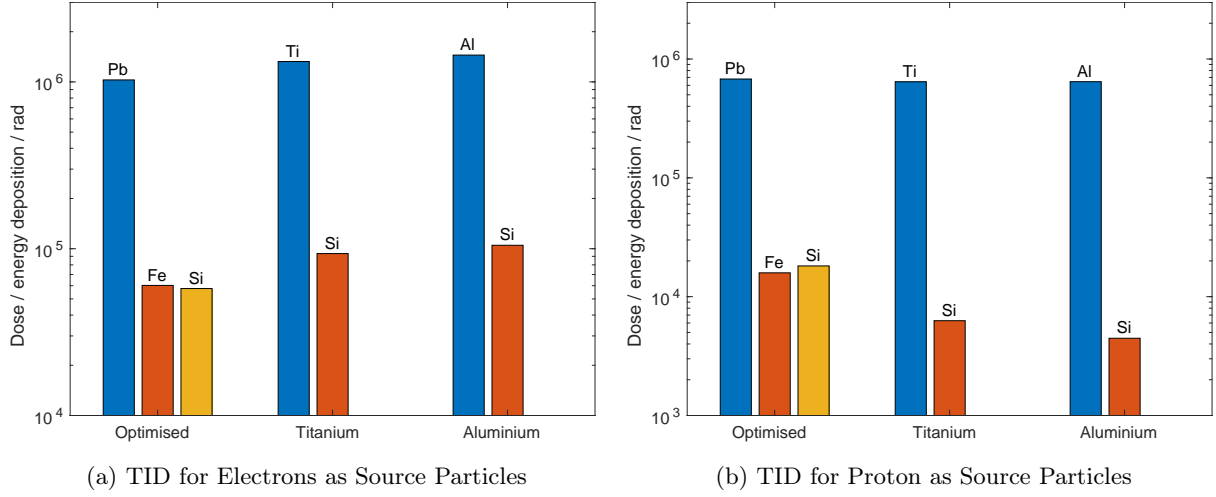 Dose / energy deposition / rad
10^6
10^5
10^4
Pb
Fe
Si
Ti
Si
Al
Si
Optimised
Titanium
Aluminium
(a) TID for Electrons as Source Particles
Dose / energy deposition / rad
10^6
10^5
10^4
10^3
Pb
Fe
Si
Ti
Si
Al
Si
Optimised
Titanium
Aluminium
(b) TID for Proton as Source Particles